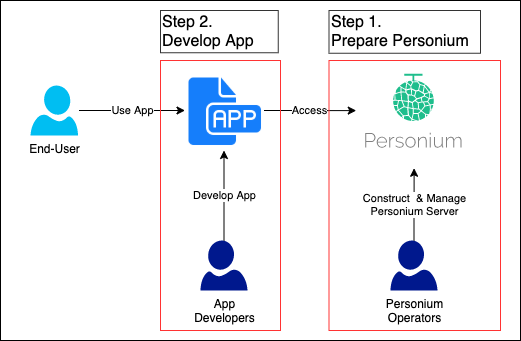 Step 2.
Develop App
Step 1.
Prepare Personium
End-User
Use App
APP
Access
Personium
Develop App
Construct & Manage
Personium Server
App
Developers
Personium
Operators